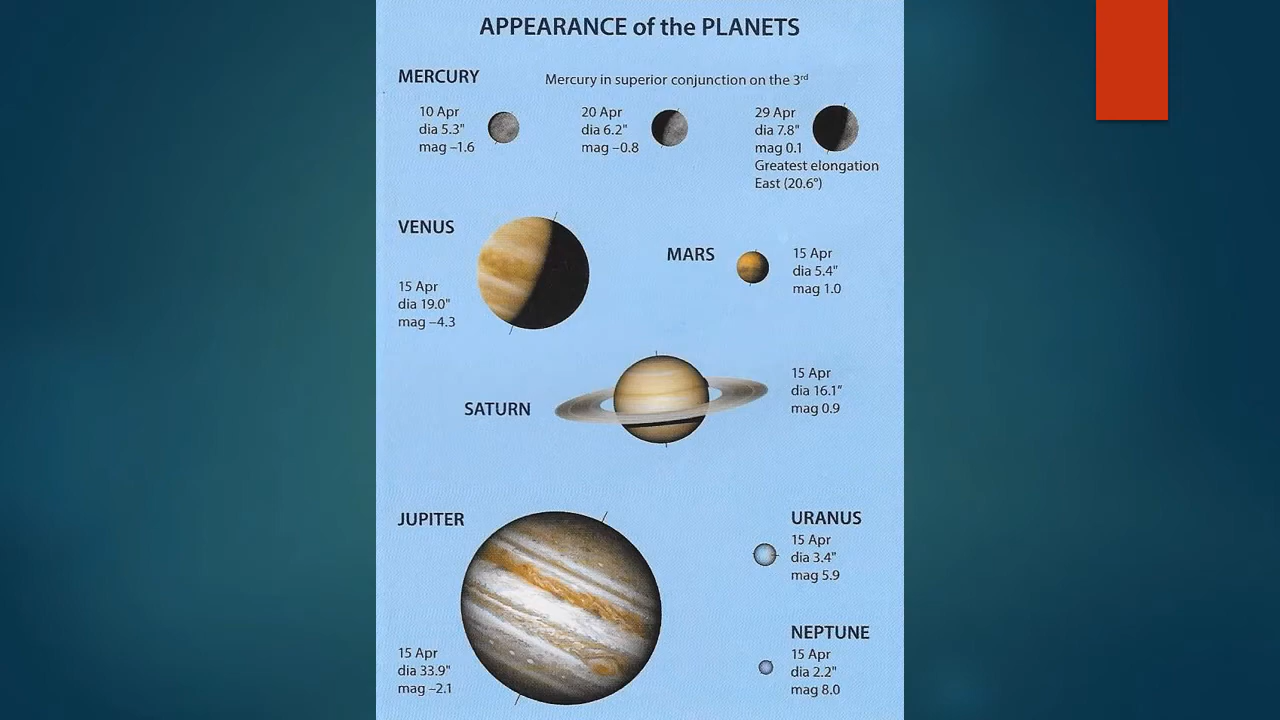 APPEARANCE of the PLANETS
MERCURY
Mercury in superior conjunction on the 3rd
10 Apr
dia 5.3"
mag –1.6
20 Apr
dia 6.2"
mag –0.8
29 Apr
dia 7.8"
mag 0.1
Greatest elongation
East (20.6°)
VENUS
15 Apr
dia 19.0"
mag –4.3
MARS
15 Apr
dia 5.4"
mag 1.0
SATURN
15 Apr
dia 16.1"
mag 0.9
JUPITER
15 Apr
dia 33.9"
mag –2.1
URANUS
15 Apr
dia 3.4"
mag 5.9
NEPTUNE
15 Apr
dia 2.2"
mag 8.0